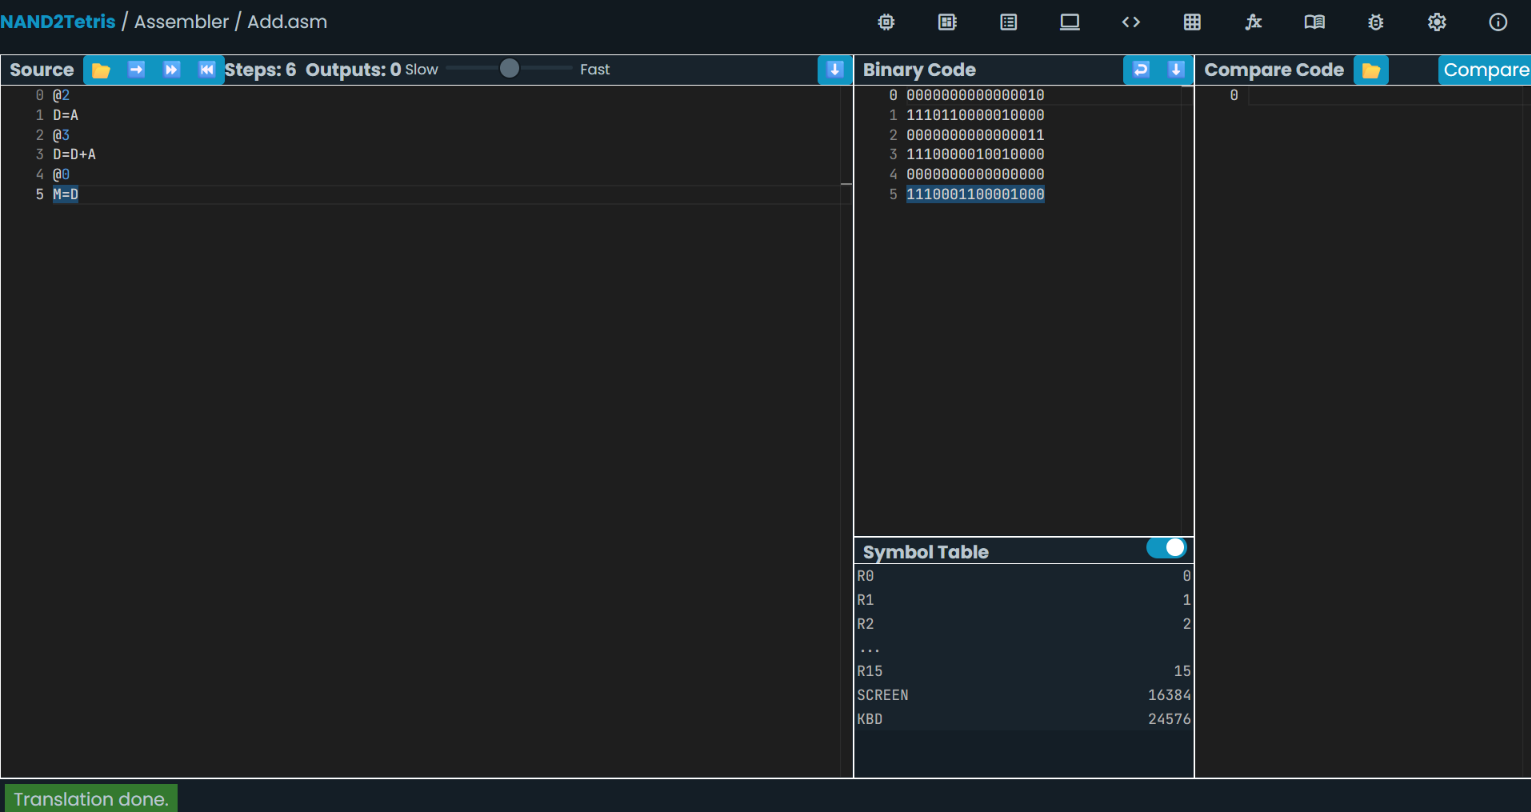 NAND2Tetris / Assembler / Add.asm
Source Steps: 6 Outputs: 0 Slow Fast
0 @2
1 D=A
2 @3
3 D=D+A
4 @0
5 M=D
Binary Code
0 0000000000000010
1 1110110000010000
2 0000000000000011
3 1110000010010000
4 0000000000000000
5 1110001100001000
Symbol Table
R0 0
R1 1
R2 2
...
R15 15
SCREEN 16384
KBD 24576
Compare Code Compare
0
Translation done.